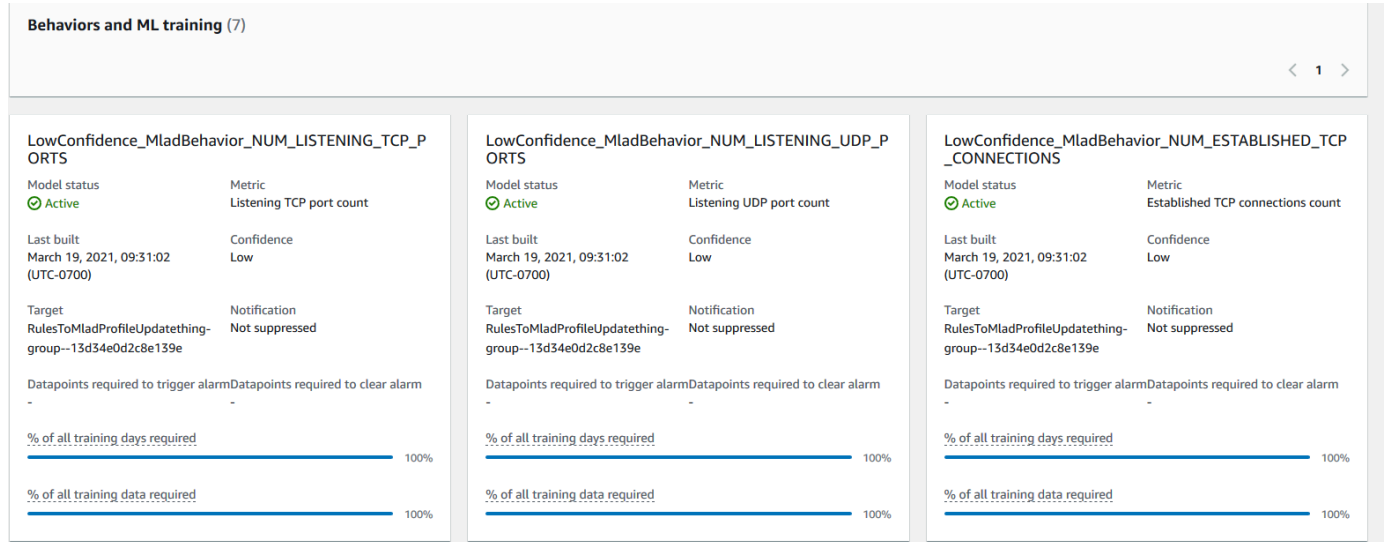 Behaviors and ML training (7)
1
LowConfidence_MladBehavior_NUM_LISTENING_TCP_P
ORTS
Model status
Metric
Active
Listening TCP port count
Last built
Confidence
March 19, 2021, 09:31:02
Low
(UTC-0700)
Target
Notification
RulesToMladProfileUpdatething-
Not suppressed
group--13d34e0d2c8e139e
Datapoints required to trigger alarm
Datapoints required to clear alarm
-
-
% of all training days required
100%
% of all training data required
100%
LowConfidence_MladBehavior_NUM_LISTENING_UDP_P
ORTS
Model status
Metric
Active
Listening UDP port count
Last built
Confidence
March 19, 2021, 09:31:02
Low
(UTC-0700)
Target
Notification
RulesToMladProfileUpdatething-
Not suppressed
group--13d34e0d2c8e139e
Datapoints required to trigger alarm
Datapoints required to clear alarm
-
-
% of all training days required
100%
% of all training data required
100%
LowConfidence_MladBehavior_NUM_ESTABLISHED_TCP
_CONNECTIONS
Model status
Metric
Active
Established TCP connections count
Last built
Confidence
March 19, 2021, 09:31:02
Low
(UTC-0700)
Target
Notification
RulesToMladProfileUpdatething-
Not suppressed
group--13d34e0d2c8e139e
Datapoints required to trigger alarm
Datapoints required to clear alarm
-
-
% of all training days required
100%
% of all training data required
100%